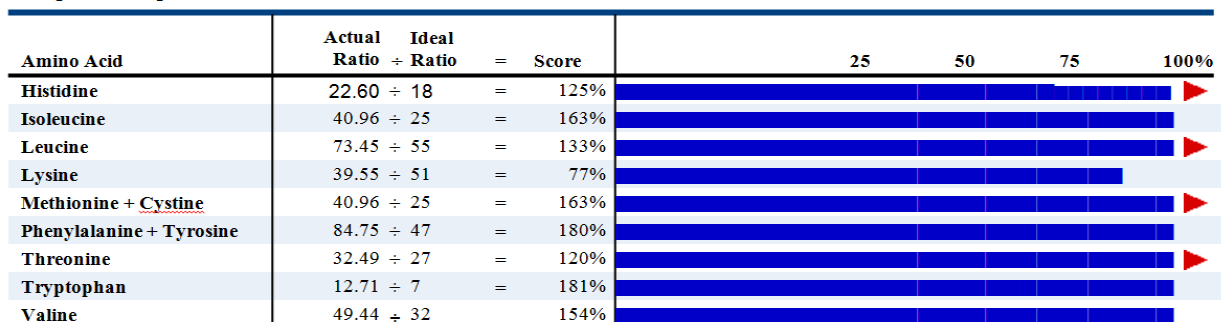 Actual Ideal
Amino Acid Ratio ÷ Ratio = Score 25 50 75 100%
Histidine 22.60 ÷ 18 = 125%
Isoleucine 40.96 ÷ 25 = 163%
Leucine 73.45 ÷ 55 = 133%
Lysine 39.55 ÷ 51 = 77%
Methionine + Cystine 40.96 ÷ 25 = 163%
Phenylalanine + Tyrosine 84.75 ÷ 47 = 180%
Threonine 32.49 ÷ 27 = 120%
Tryptophan 12.71 ÷ 7 = 181%
Valine 49.44 ÷ 32 154%